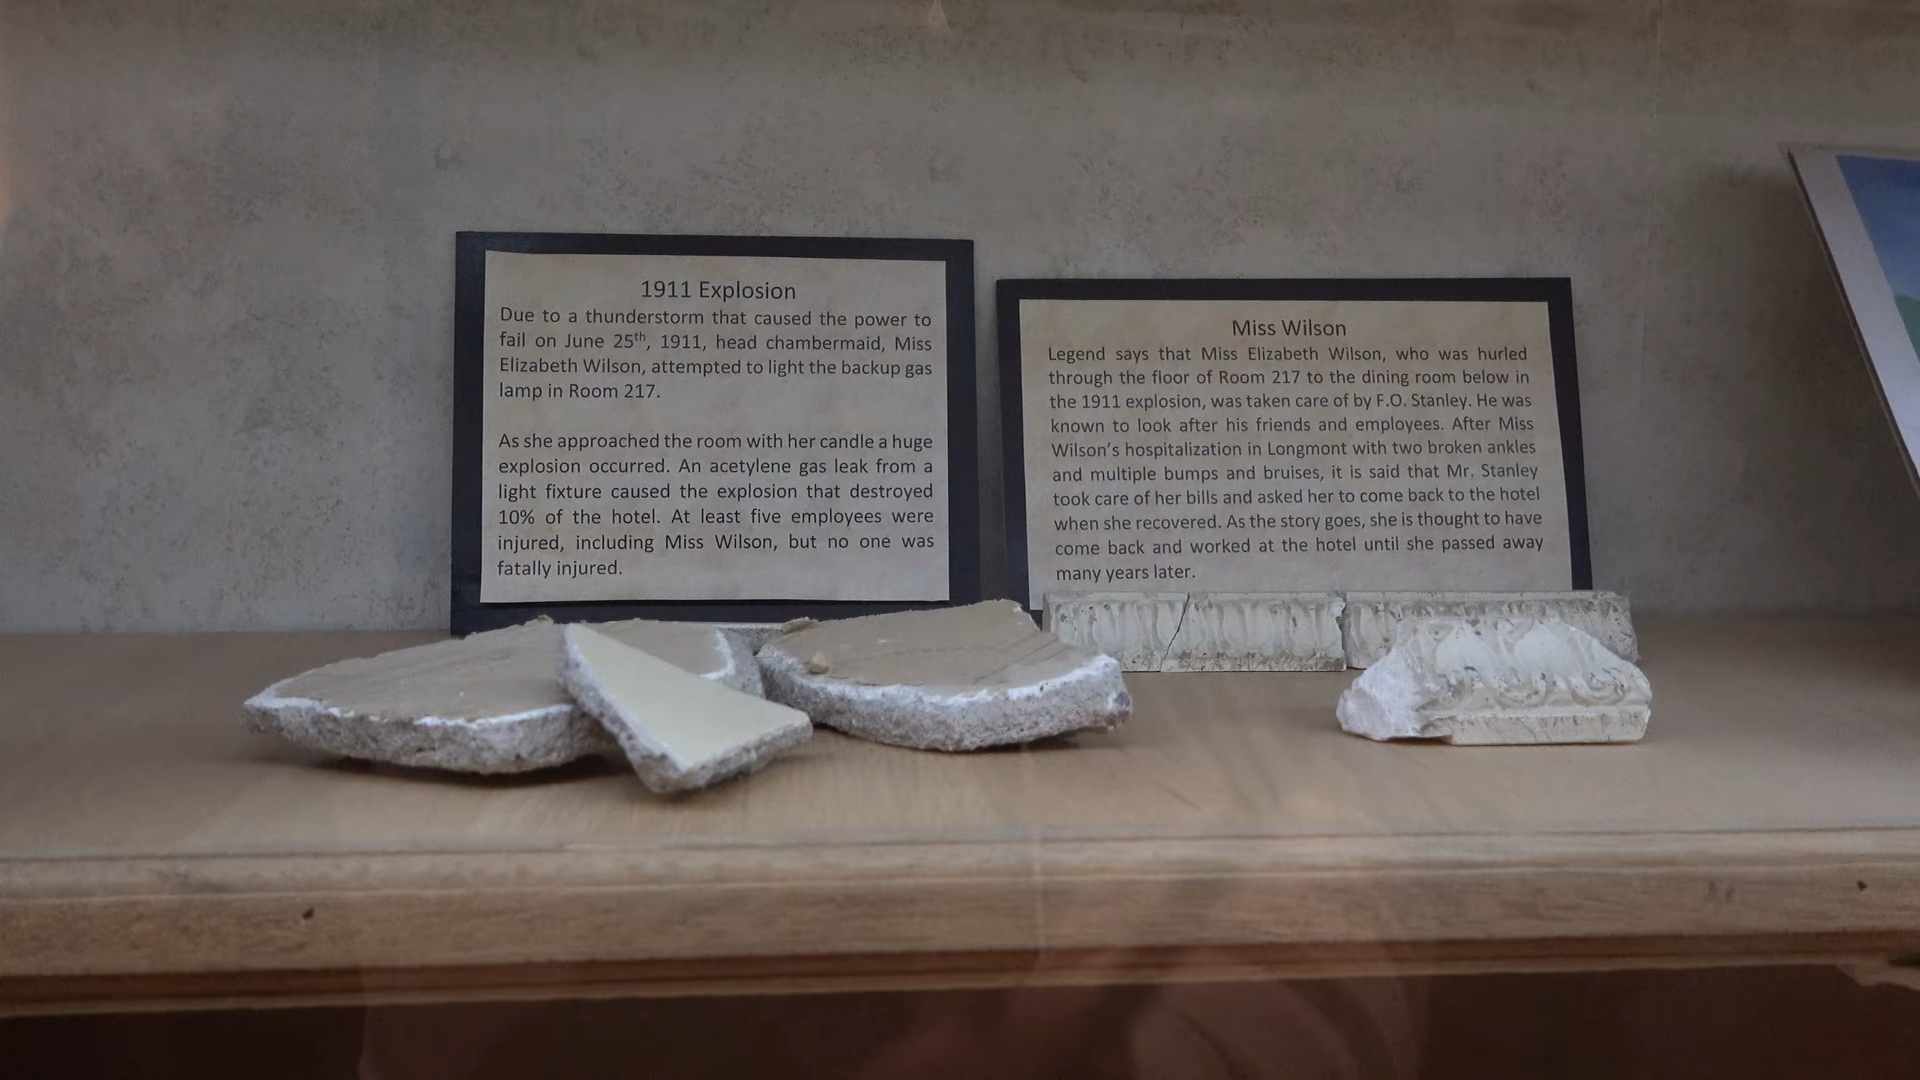 1911 Explosion
Due to a thunderstorm that caused the power to
fail on June 25th, 1911, head chambermaid, Miss
Elizabeth Wilson, attempted to light the backup gas
lamp in Room 217.
As she approached the room with her candle a huge
explosion occurred. An acetylene gas leak from a
light fixture caused the explosion that destroyed
10% of the hotel. At least five employees were
injured, including Miss Wilson, but no one was
fatally injured.
Miss Wilson
Legend says that Miss Elizabeth Wilson, who was hurled
through the floor of Room 217 to the dining room below in
the 1911 explosion, was taken care of by F.O. Stanley. He was
known to look after his friends and employees. After Miss
Wilson's hospitalization in Longmont with two broken ankles
and multiple bumps and bruises, it is said that Mr. Stanley
took care of her bills and asked her to come back to the hotel
when she recovered. As the story goes, she is thought to have
come back and worked at the hotel until she passed away
many years later.